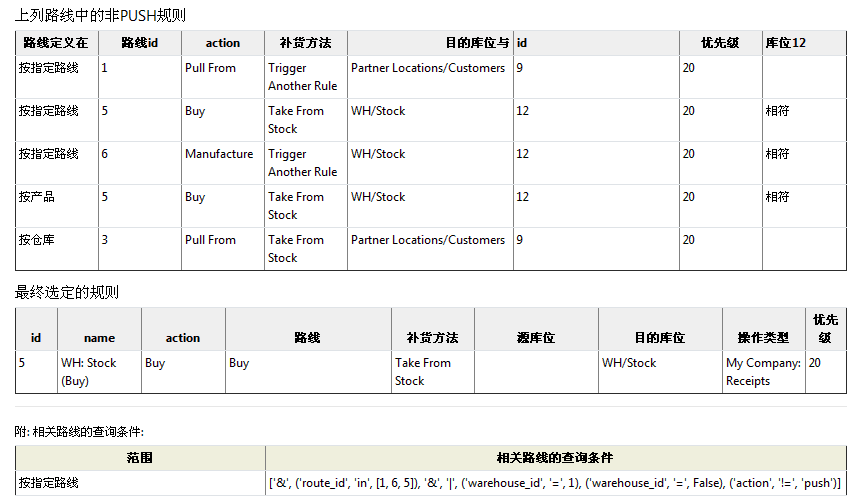 上列路线中的非PUSH规则
路线定义在 路线id action 补货方法 目的库位与 id 优先级 库位12
按指定路线 1 Pull From Trigger Another Rule Partner Locations/Customers 9 20
按指定路线 5 Buy Take From Stock WH/Stock 12 20 相符
按指定路线 6 Manufacture Trigger Another Rule WH/Stock 12 20 相符
按产品 5 Buy Take From Stock WH/Stock 12 20 相符
按仓库 3 Pull From Take From Stock Partner Locations/Customers 9 20
最终选定的规则
id name action 路线 补货方法 源库位 目的库位 操作类型 优先级
5 WH: Stock (Buy) Buy Buy Take From Stock WH/Stock My Company: Receipts 20
附: 相关路线的查询条件:
范围 相关路线的查询条件
按指定路线 ['&', ('route_id', 'in', [1, 6, 5]), '&', '|', ('warehouse_id', '=', 1), ('warehouse_id', '=', False), ('action', '!=', 'push')]